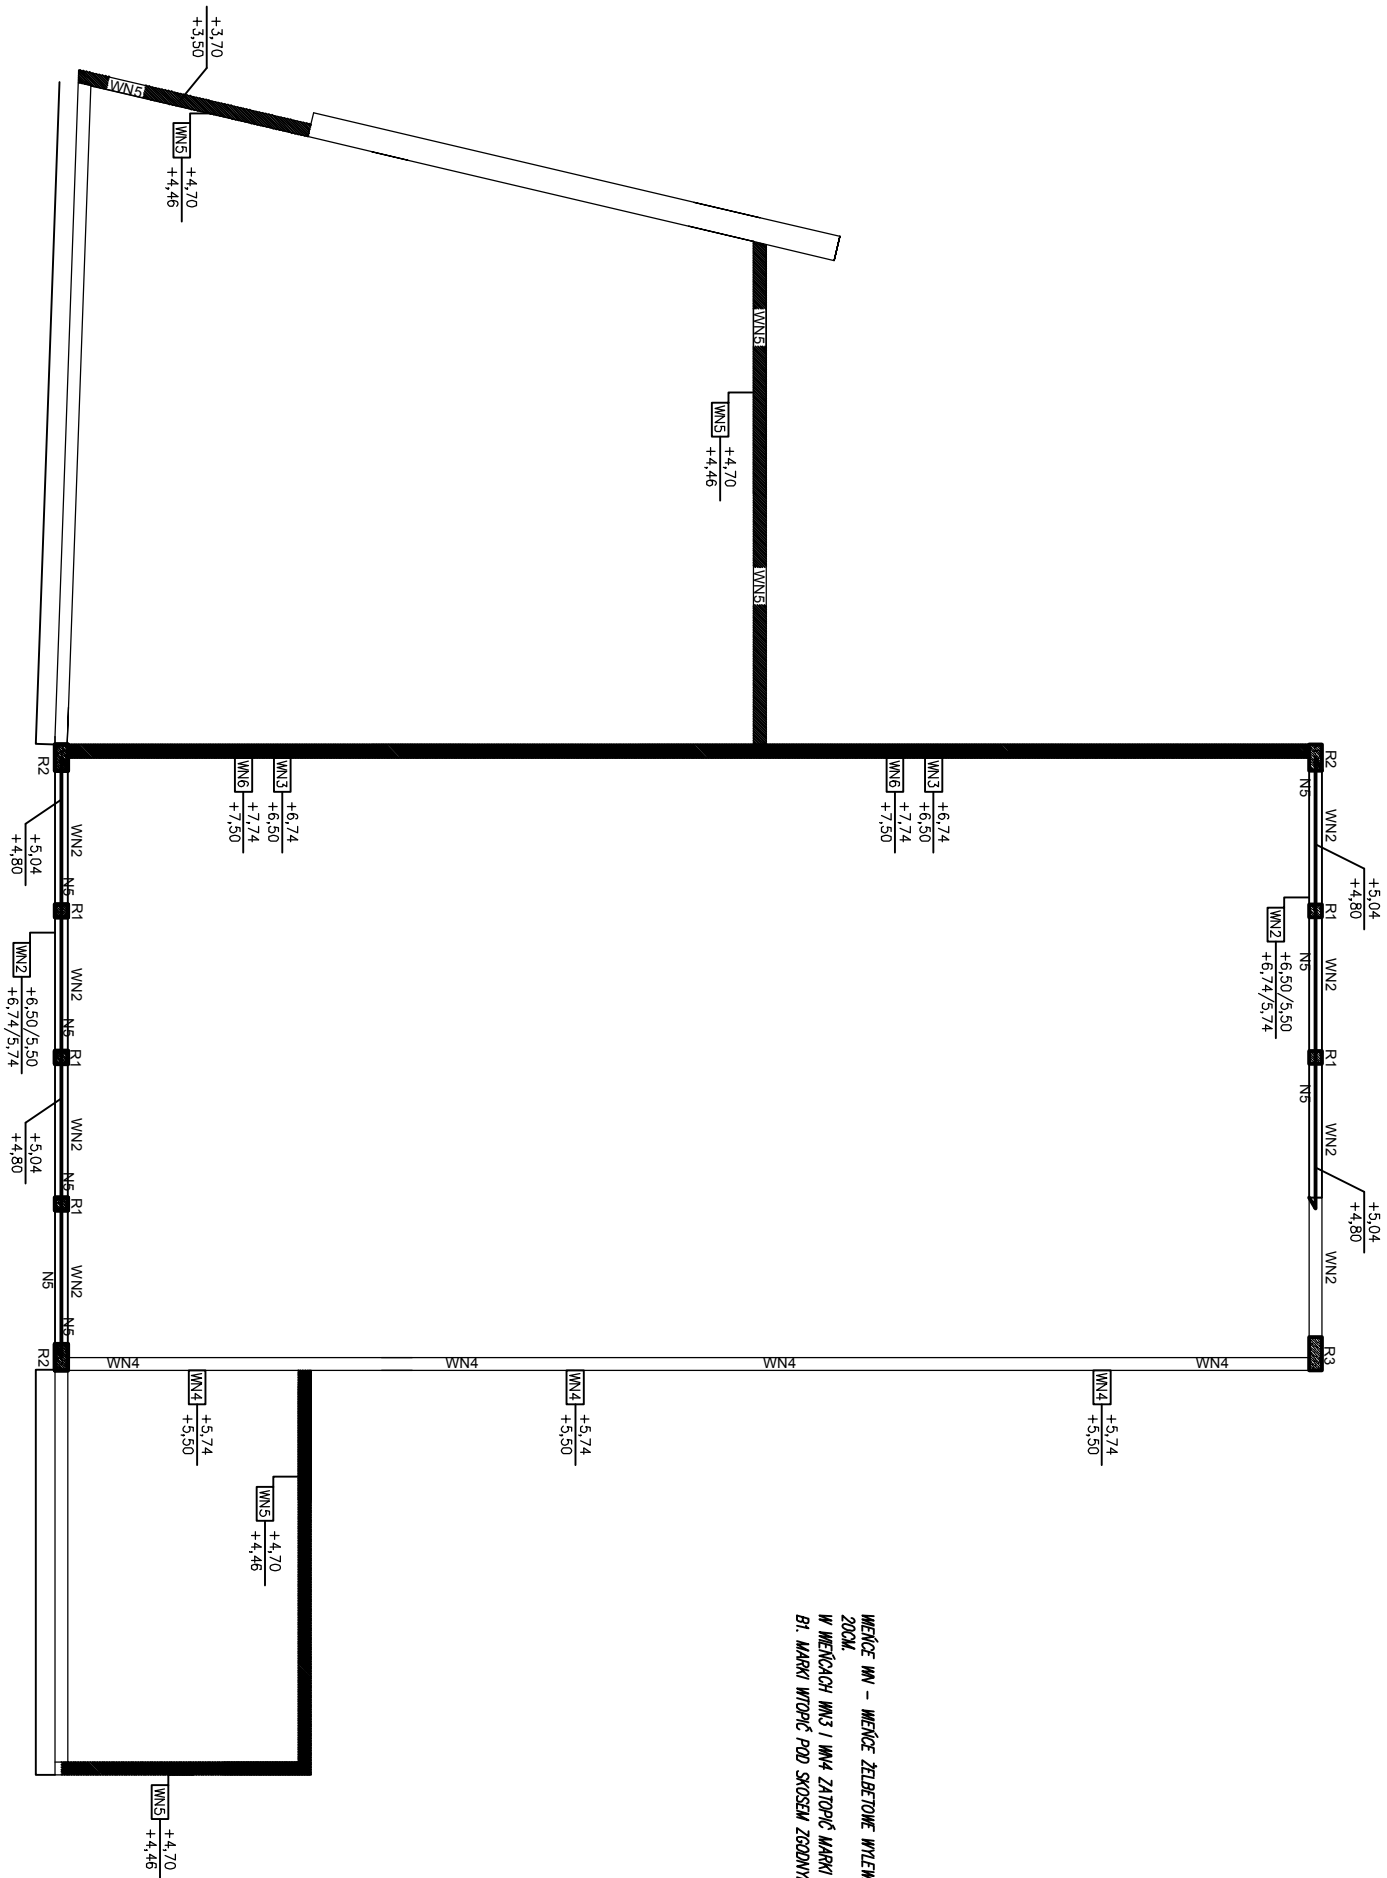 +3,70
+3,50
WN5
WN5
+4,70
+4,46
WN5
WN5
+4,70
+4,46
WN5
R2
WN6
+7,74
+7,50
WN3
+6,74
+6,50
WN6
+7,74
+7,50
WN3
+6,74
+6,50
R2
N5
WN2
+5,04
+4,80
WN2
N5
+5,04
+4,80
R1
R1
WN2
+6,50/5,50
+6,74/5,74
WN2
N5
N5
WN2
WN2
+6,50/5,50
+6,74/5,74
R1
R1
N5
WN2
+5,04
+4,80
WN2
N5
+5,04
+4,80
R1
N5
WN2
N5
WN2
R2
WN4
WN4
WN4
WN4
R3
WN4
+5,74
+5,50
WN4
+5,74
+5,50
WN4
+5,74
+5,50
WN5
+4,70
+4,46
WN5
+4,70
+4,46
WIEŃCE WN – WIEŃCE ŻELBETOWE WYLEW
20CM.
W WIEŃCACH WN3 I WN4 ZATOPIĆ MARKI
B1. MARKI WTOPIĆ POD SKOSEM ZGODNY